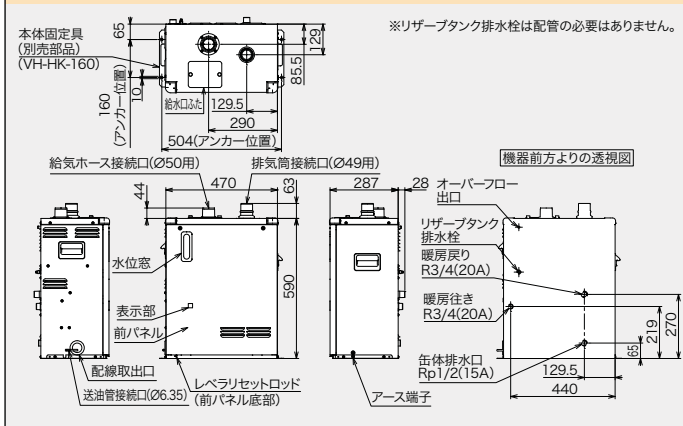 ※リザーブタンク排水栓は配管の必要はありません。
本体固定具
(別売部品)
(VH-HK-160)
65
160
(アンカー位置)
10
129
85.5
給水口ふた
129.5
290
504(アンカー位置)
給気ホース接続口(Ø50用)
排気筒接続口(Ø49用)
機器前方よりの透視図
44
470
63
287
28
オーバーフロー
出口
リザーブタンク
排水栓
暖房戻り
R3/4(20A)
水位窓
590
表示部
前パネル
暖房往き
R3/4(20A)
缶体排水口
Rp1/2(15A)
65
219
270
129.5
440
配線取出口
送油管接続口(Ø6.35)
レベラリセットロッド
(前パネル底部)
アース端子